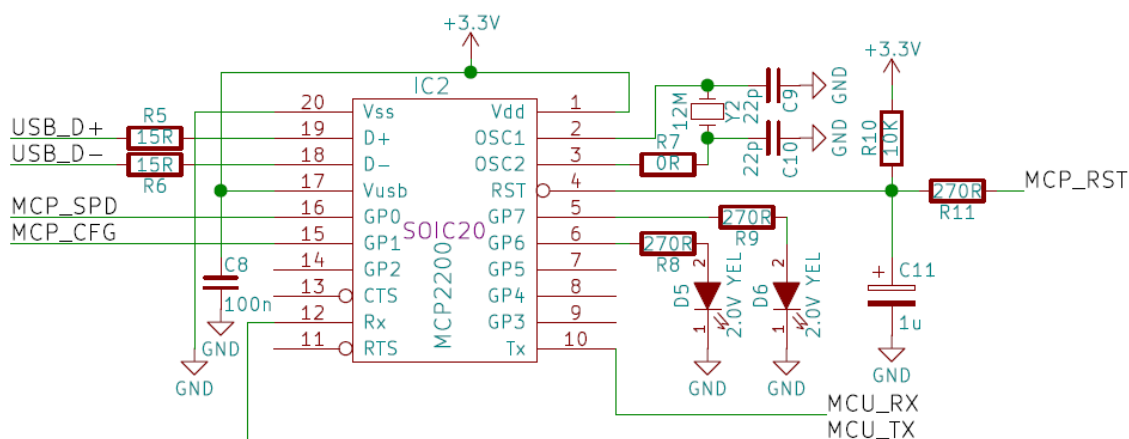 +3.3V
IC2
20 Vss Vdd 1
19 D+ OSC1 2
18 D- OSC2 3
17 Vusb RST 4
16 GP0 GP7 5
15 GP1 GP6 6
14 GP2 GP5 7
13 CTS GP4 8
12 Rx GP3 9
11 RTS Tx 10
SOIC20
MCP2200
USB_D+
R5
15R
USB_D-
15R
R6
MCP_SPD
MCP_CFG
C8
100n
GND
GND
12M
Y2
22p
C9
GND
22p
C10
GND
R7
0R
+3.3V
R10
10K
270R
R11
MCP_RST
270R
R9
270R
R8
2
D5
2.0V YEL
1
GND
2
D6
2.0V YEL
1
GND
+
C11
1u
GND
MCU_RX
MCU_TX